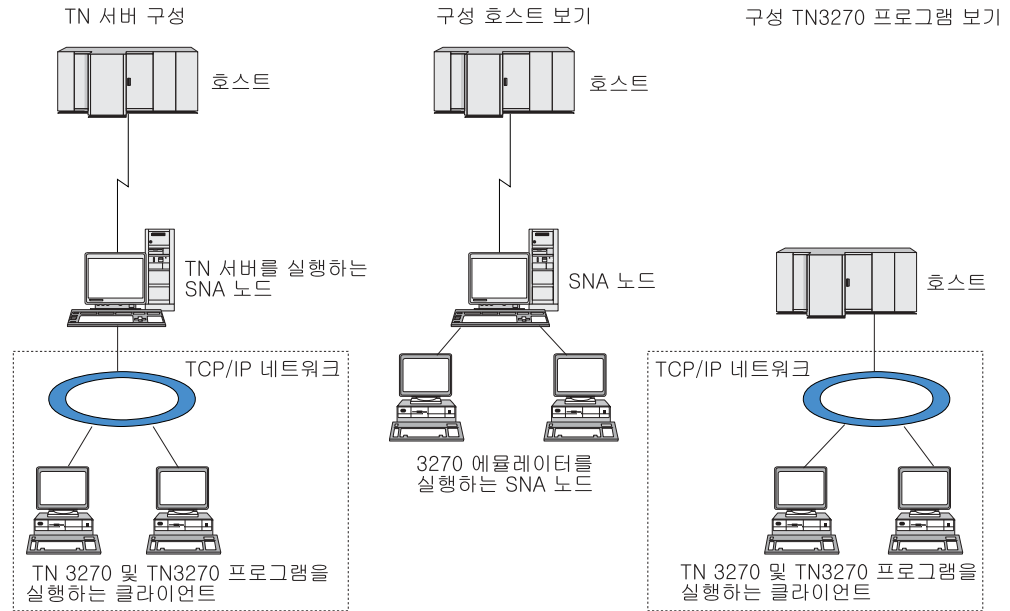 TN 서버 구성
구성 호스트 보기
구성 TN3270 프로그램 보기
호스트
호스트
TN 서버를 실행하는
SNA 노드
SNA 노드
호스트
TCP/IP 네트워크
TCP/IP 네트워크
3270 에뮬레이터를
실행하는 SNA 노드
TN 3270 및 TN3270 프로그램을
실행하는 클라이언트
TN 3270 및 TN3270 프로그램을
실행하는 클라이언트